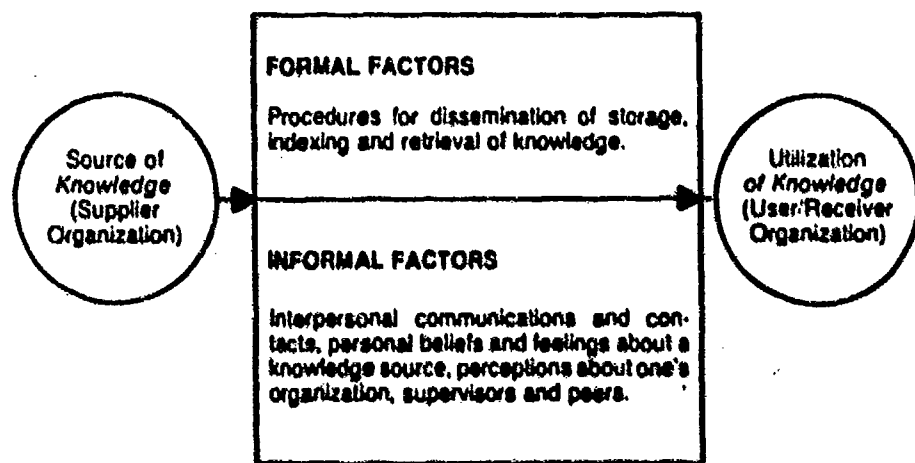 Source of
Knowledge
(Supplier
Organization)
FORMAL FACTORS
Procedures for dissemination of storage,
indexing and retrieval of knowledge.
INFORMAL FACTORS
Interpersonal communications and con-
tacts, personal beliefs and feelings about a
knowledge source, perceptions about one's
organization, supervisors and peers.
Utilization
of Knowledge
(User/Receiver
Organization)